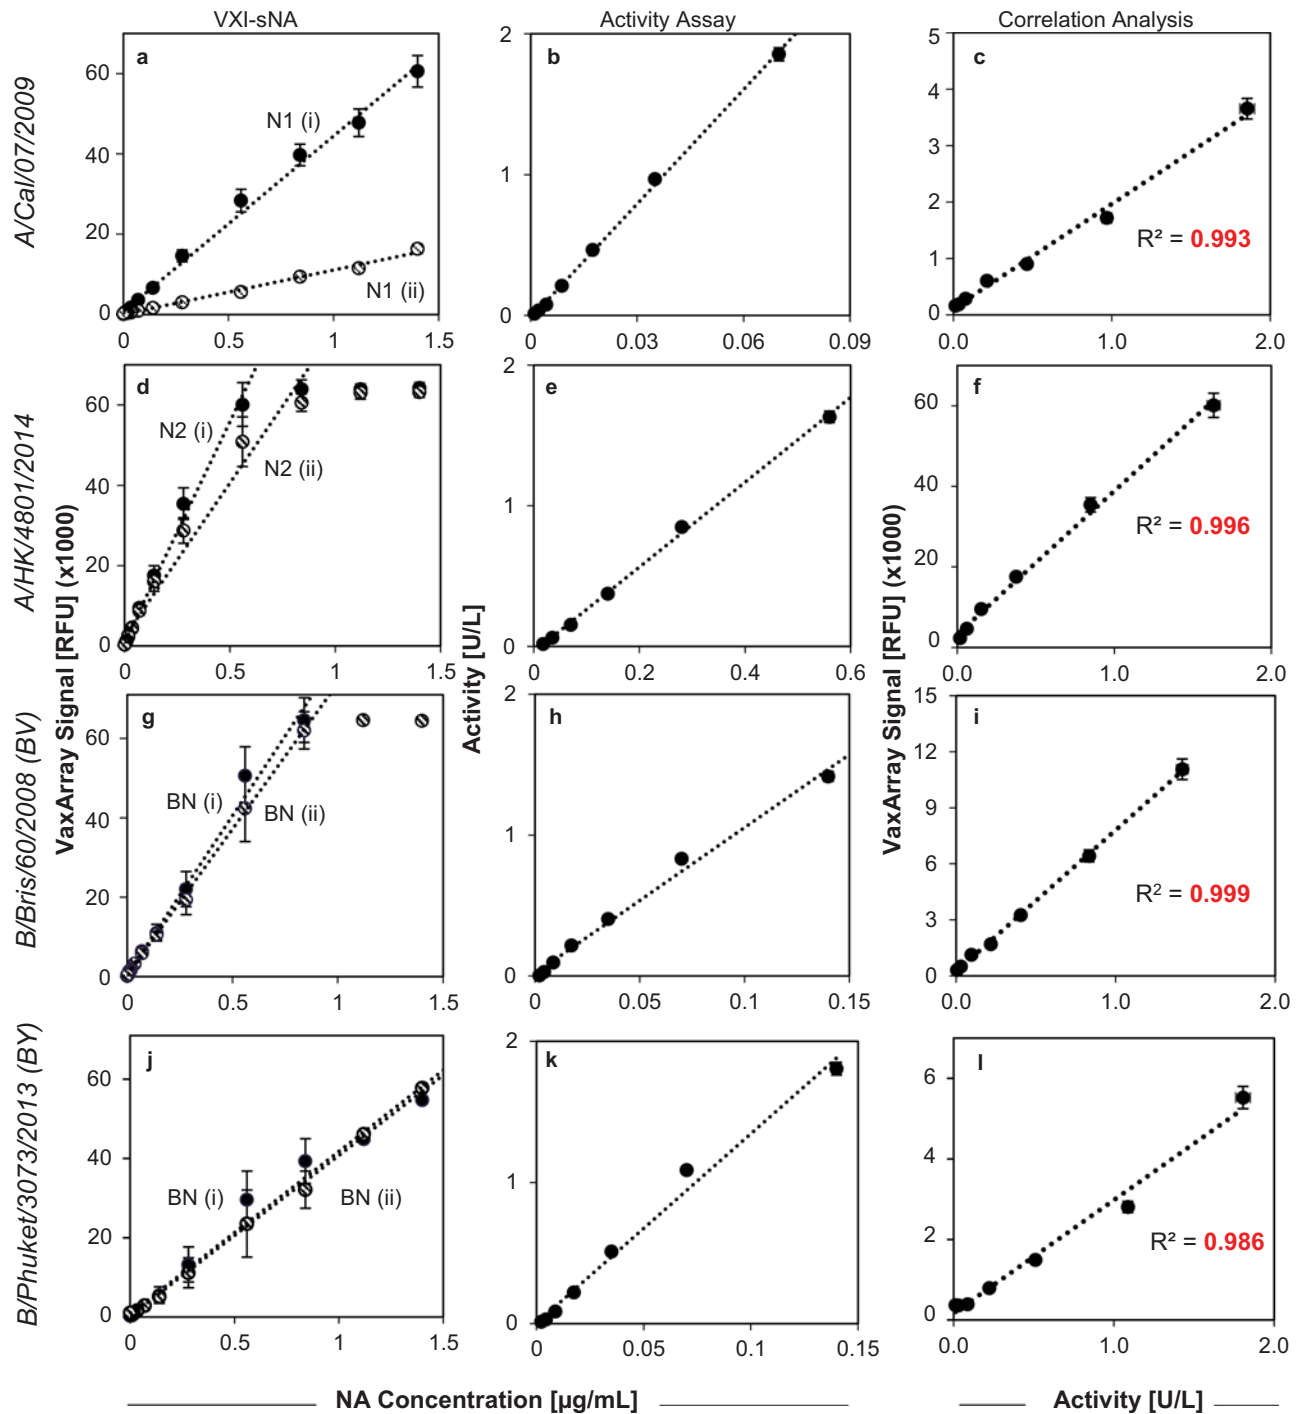 VXI-sNA
Activity Assay
Correlation Analysis
A/Cal/07/2009
a
60
40
20
0
N1 (i)
N1 (ii)
0
0.5
1
1.5
b
2
1
0
0
0.03
0.06
0.09
c
5
4
3
2
1
0
R² = 0.993
0.0
1.0
2.0
A/HK/4801/2014
d
60
40
20
0
N2 (i)
N2 (ii)
0
0.5
1
1.5
e
2
1
0
0
0.2
0.4
0.6
f
60
40
20
0
R² = 0.996
0.0
1.0
2.0
VaxArray Signal [RFU] (x1000)
Activity [U/L]
VaxArray Signal [RFU] (x1000)
B/Bris/60/2008 (BV)
g
60
40
20
0
BN (i)
BN (ii)
0
0.5
1
1.5
h
2
1
0
0
0.05
0.1
0.15
i
15
12
9
6
3
0
R² = 0.999
0.0
1.0
2.0
B/Phuket/3073/2013 (BY)
j
60
40
20
0
BN (i)
BN (ii)
0
0.5
1
1.5
k
2
1
0
0
0.05
0.1
0.15
l
6
4
2
0
R² = 0.986
0.0
1.0
2.0
NA Concentration [µg/mL]
Activity [U/L]